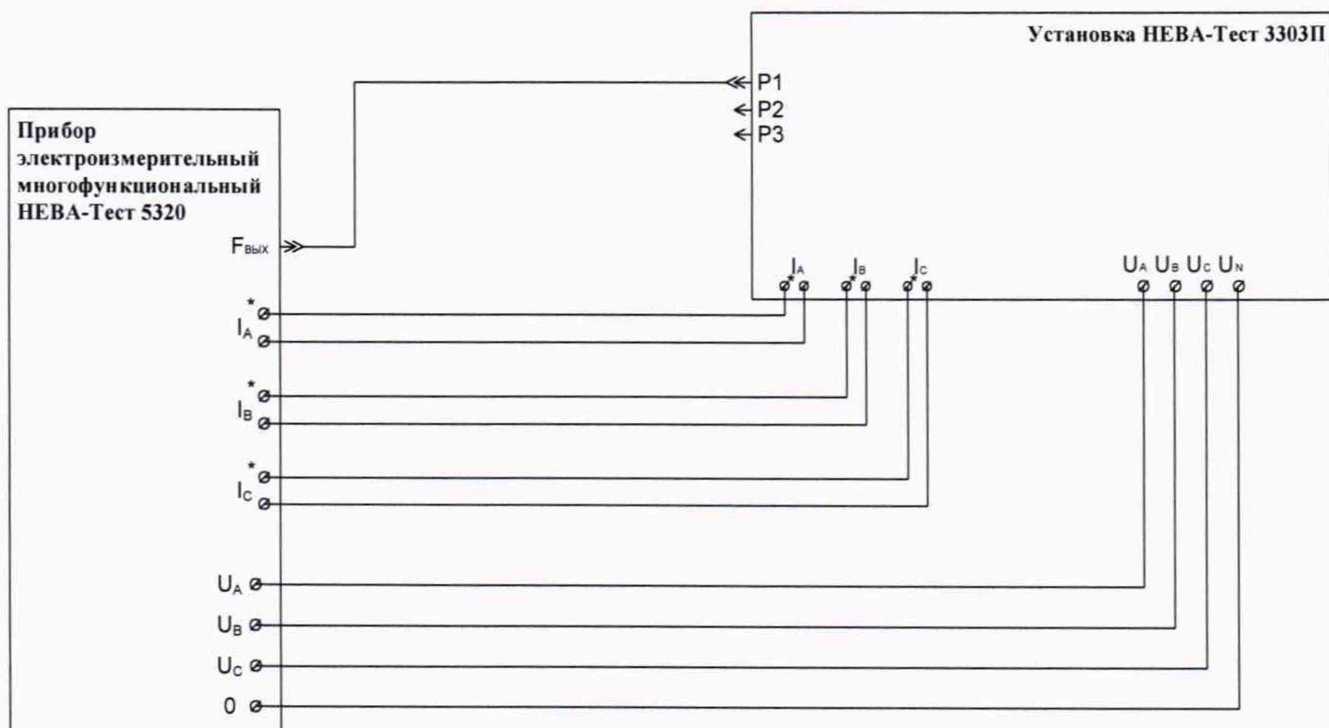 Установка НЕВА-Тест 3303П
P1
P2
P3
Прибор
электроизмерительный
многофункциональный
НЕВА-Тест 5320
Fвых
*IA *IB *IC
UA UB UC UN
*
IA
*
IB
*
IC
UA
UB
UC
0